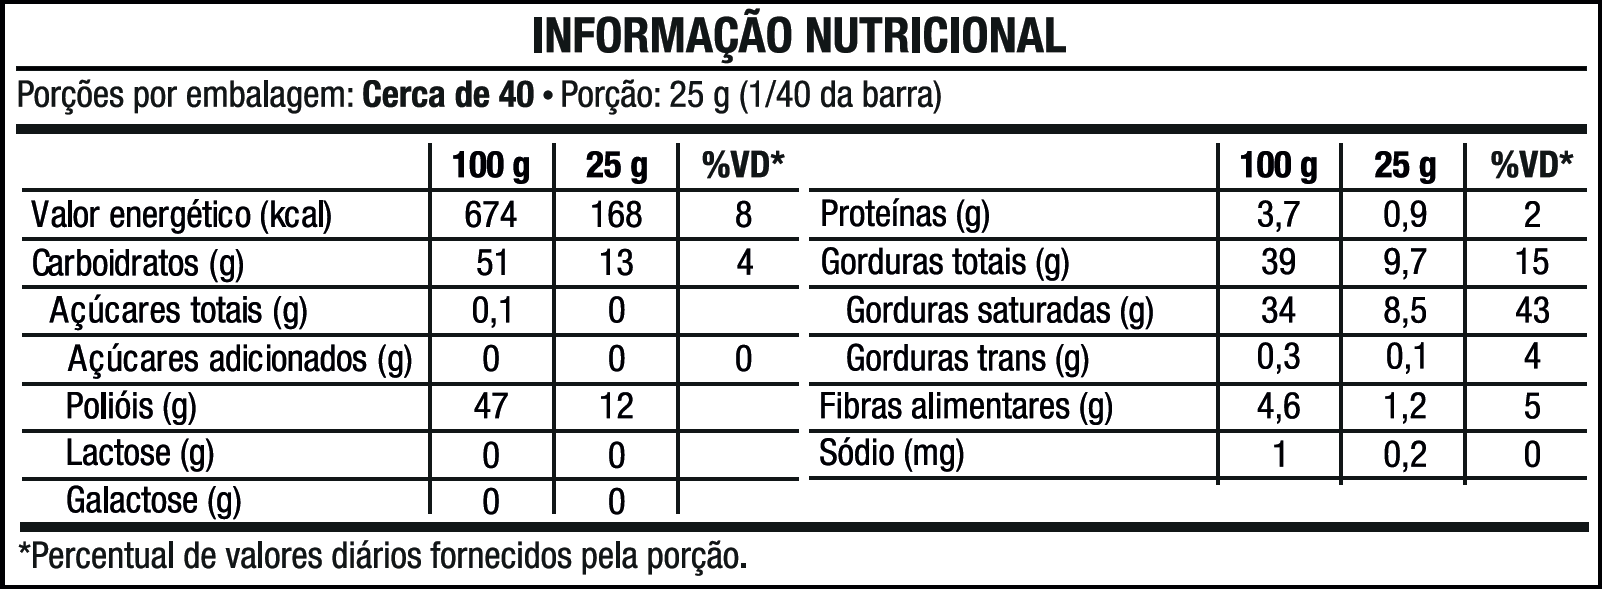 INFORMAÇÃO NUTRICIONAL
Porções por embalagem: Cerca de 40 • Porção: 25 g (1/40 da barra)
100 g 25 g %VD*
Valor energético (kcal) 674 168 8
Carboidratos (g) 51 13 4
Açúcares totais (g) 0,1 0
Açúcares adicionados (g) 0 0 0
Polióis (g) 47 12
Lactose (g) 0 0
Galactose (g) 0 0
100 g 25 g %VD*
Proteínas (g) 3,7 0,9 2
Gorduras totais (g) 39 9,7 15
Gorduras saturadas (g) 34 8,5 43
Gorduras trans (g) 0,3 0,1 4
Fibras alimentares (g) 4,6 1,2 5
Sódio (mg) 1 0,2 0
*Percentual de valores diários fornecidos pela porção.